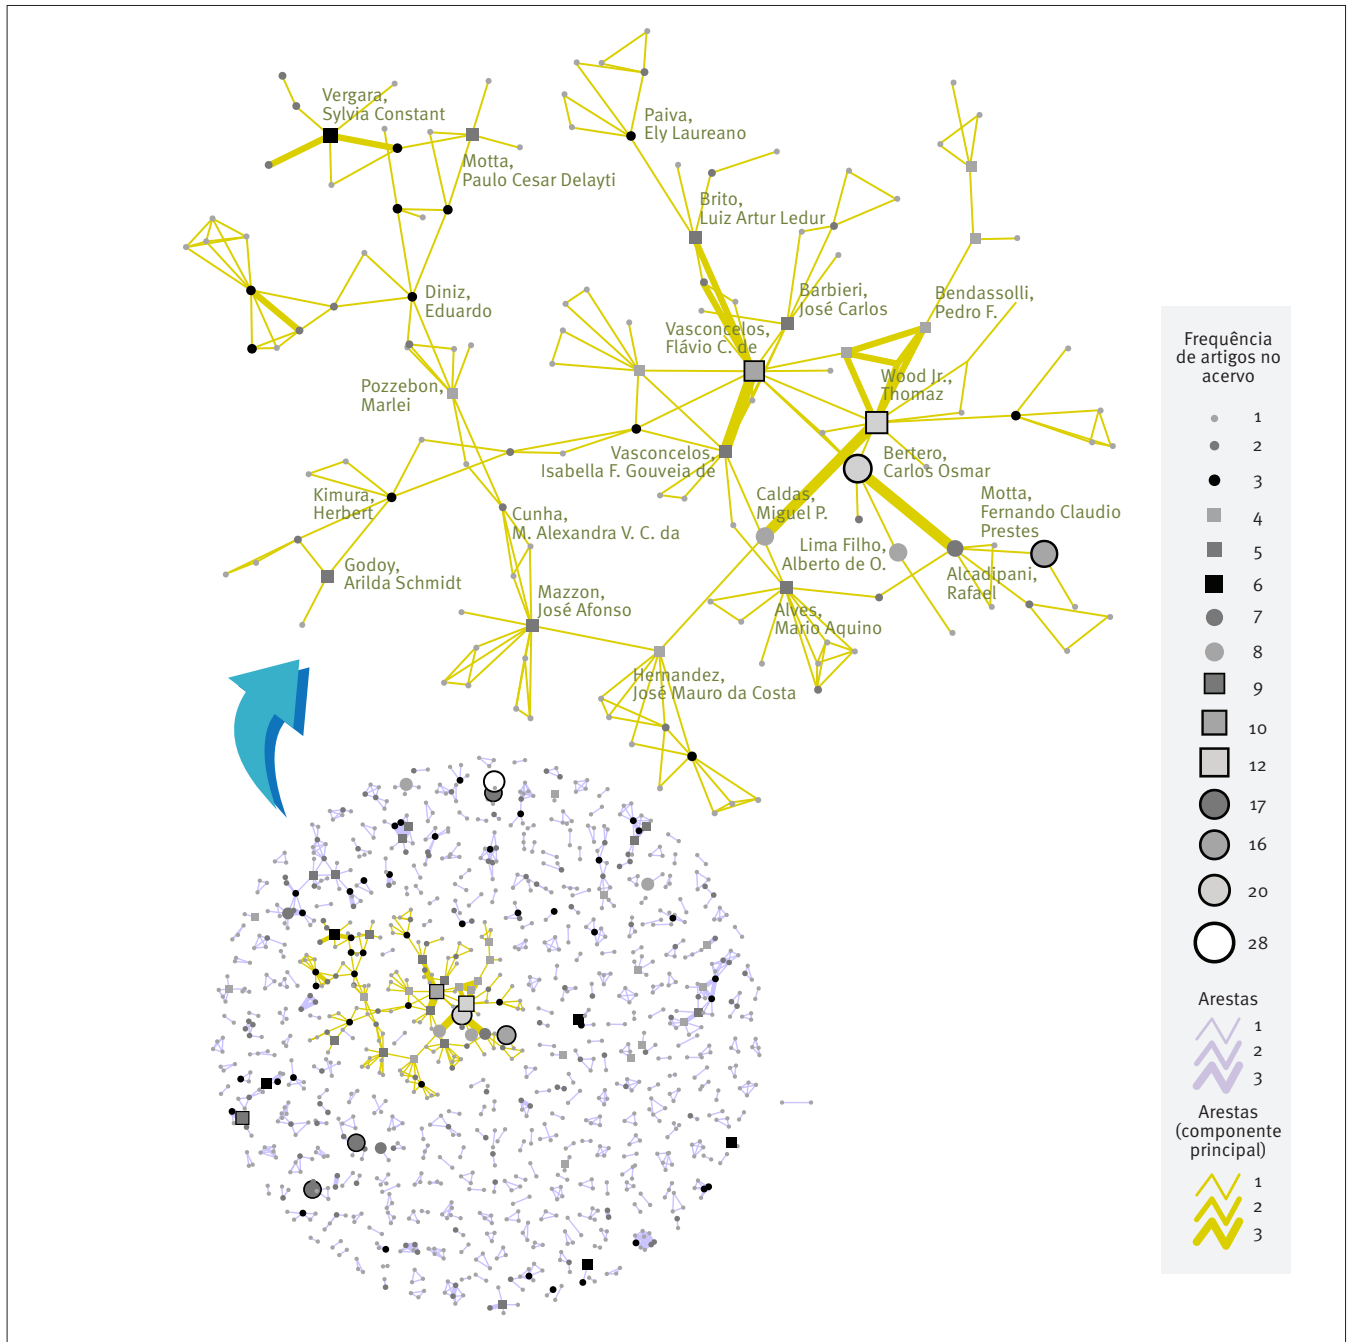 Vergara,
Sylvia Constant
Motta,
Paulo Cesar Delayti
Paiva,
Ely Laureano
Brito,
Luiz Artur Ledur
Diniz,
Eduardo
Barbieri,
José Carlos
Bendassolli,
Pedro F.
Vasconcelos,
Flávio C. de
Wood Jr.,
Thomaz
Pozzebon,
Marlei
Vasconcelos,
Isabella F. Gouveia de
Bertero,
Carlos Osmar
Kimura,
Herbert
Caldas,
Miguel P.
Motta,
Fernando Claudio
Prestes
Cunha,
M. Alexandra V. C. da
Lima Filho,
Alberto de O.
Godoy,
Arilda Schmidt
Alcadipani,
Rafael
Mazzon,
José Afonso
Alves,
Mario Aquino
Hernandez,
José Mauro da Costa
Frequência
de artigos no
acervo
1
2
3
4
5
6
7
8
9
10
12
17
16
20
28
Arestas
1
2
3
Arestas
(componente
principal)
1
2
3